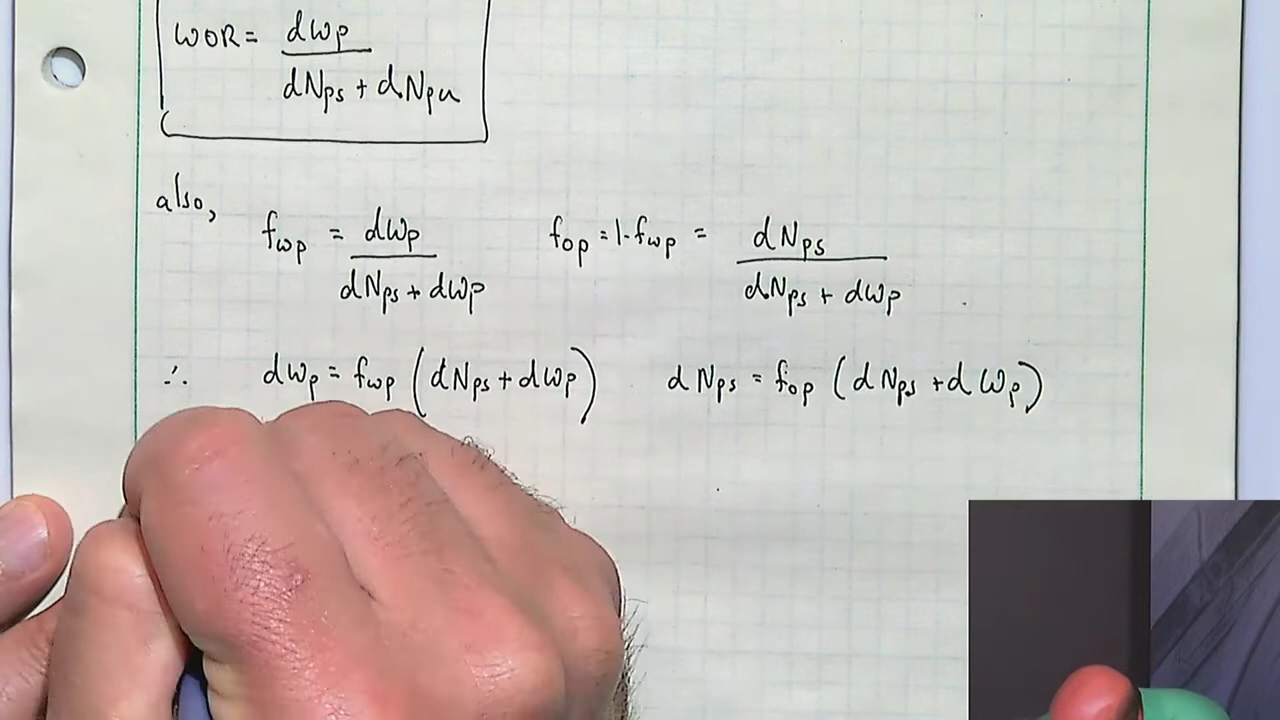 WOR = dWp / dNps + dNpu
also,
fwp = dWp / dNps + dWp    fop = 1 - fwp = dNps / dNps + dWp
∴ dWp = fwp (dNps + dWp)    dNps = fop (dNps + dWp)